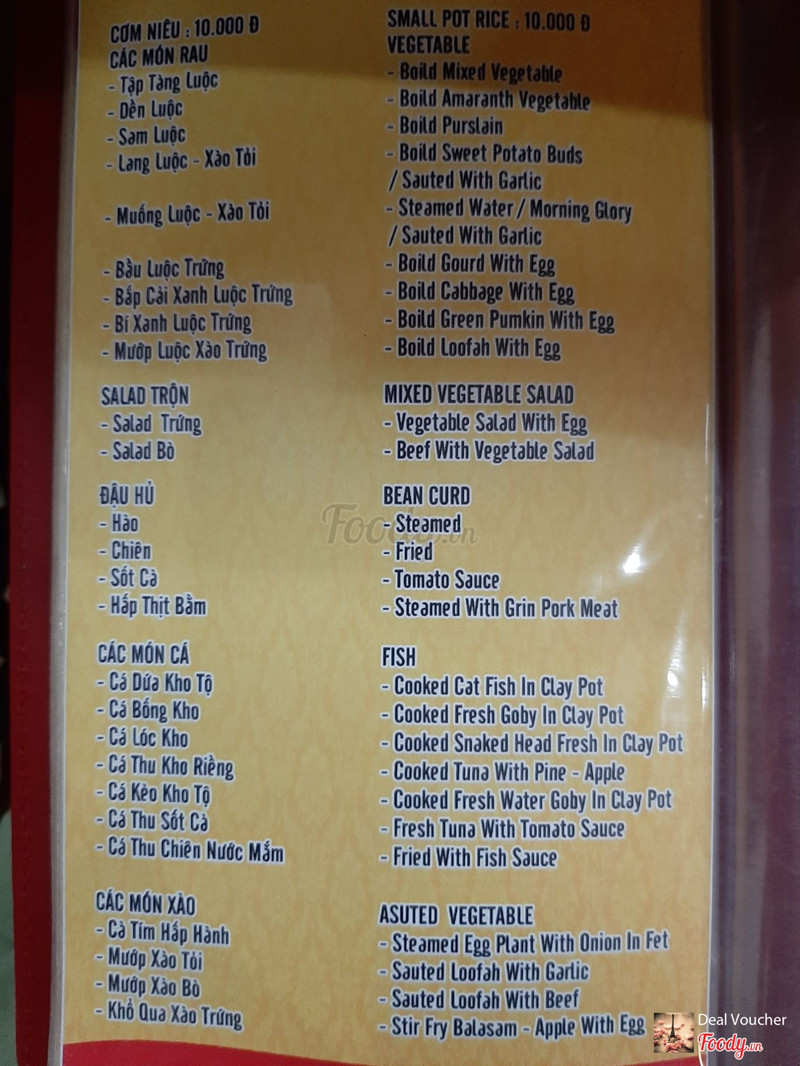 CƠM NIÊU : 10.000 Đ
CÁC MÓN RAU
- Tập Tàng Luộc
- Dền Luộc
- Sam Luộc
- Lang Luộc - Xào Tỏi
- Muống Luộc - Xào Tỏi
- Bầu Luộc Trứng
- Bắp Cải Xanh Luộc Trứng
- Bí Xanh Luộc Trứng
- Mướp Luộc Xào Trứng
SALAD TRỘN
- Salad Trứng
- Salad Bò
ĐẬU HỦ
- Hào
- Chiên
- Sốt Cà
- Hấp Thịt Bằm
CÁC MÓN CÁ
- Cá Dứa Kho Tộ
- Cá Bống Kho
- Cá Lóc Kho
- Cá Thu Kho Riềng
- Cá Kèo Kho Tộ
- Cá Thu Sốt Cà
- Cá Thu Chiên Nước Mắm
CÁC MÓN XÀO
- Cà Tím Hấp Hành
- Mướp Xào Tỏi
- Mướp Xào Bò
- Khổ Qua Xào Trứng
SMALL POT RICE : 10.000 Đ
VEGETABLE
- Boild Mixed Vegetable
- Boild Amaranth Vegetable
- Boild Purslain
- Boild Sweet Potato Buds
/ Sauted With Garlic
- Steamed Water / Morning Glory
/ Sauted With Garlic
- Boild Gourd With Egg
- Boild Cabbage With Egg
- Boild Green Pumkin With Egg
- Boild Loofah With Egg
MIXED VEGETABLE SALAD
- Vegetable Salad With Egg
- Beef With Vegetable Salad
BEAN CURD
- Steamed
- Fried
- Tomato Sauce
- Steamed With Grin Pork Meat
FISH
- Cooked Cat Fish In Clay Pot
- Cooked Fresh Goby In Clay Pot
- Cooked Snaked Head Fresh In Clay Pot
- Cooked Tuna With Pine - Apple
- Cooked Fresh Water Goby In Clay Pot
- Fresh Tuna With Tomato Sauce
- Fried With Fish Sauce
ASUTED VEGETABLE
- Steamed Egg Plant With Onion In Fet
- Sauted Loofah With Garlic
- Sauted Loofah With Beef
- Stir Fry Balasam - Apple With Egg
Foody.vn
Deal Voucher
Foody.vn